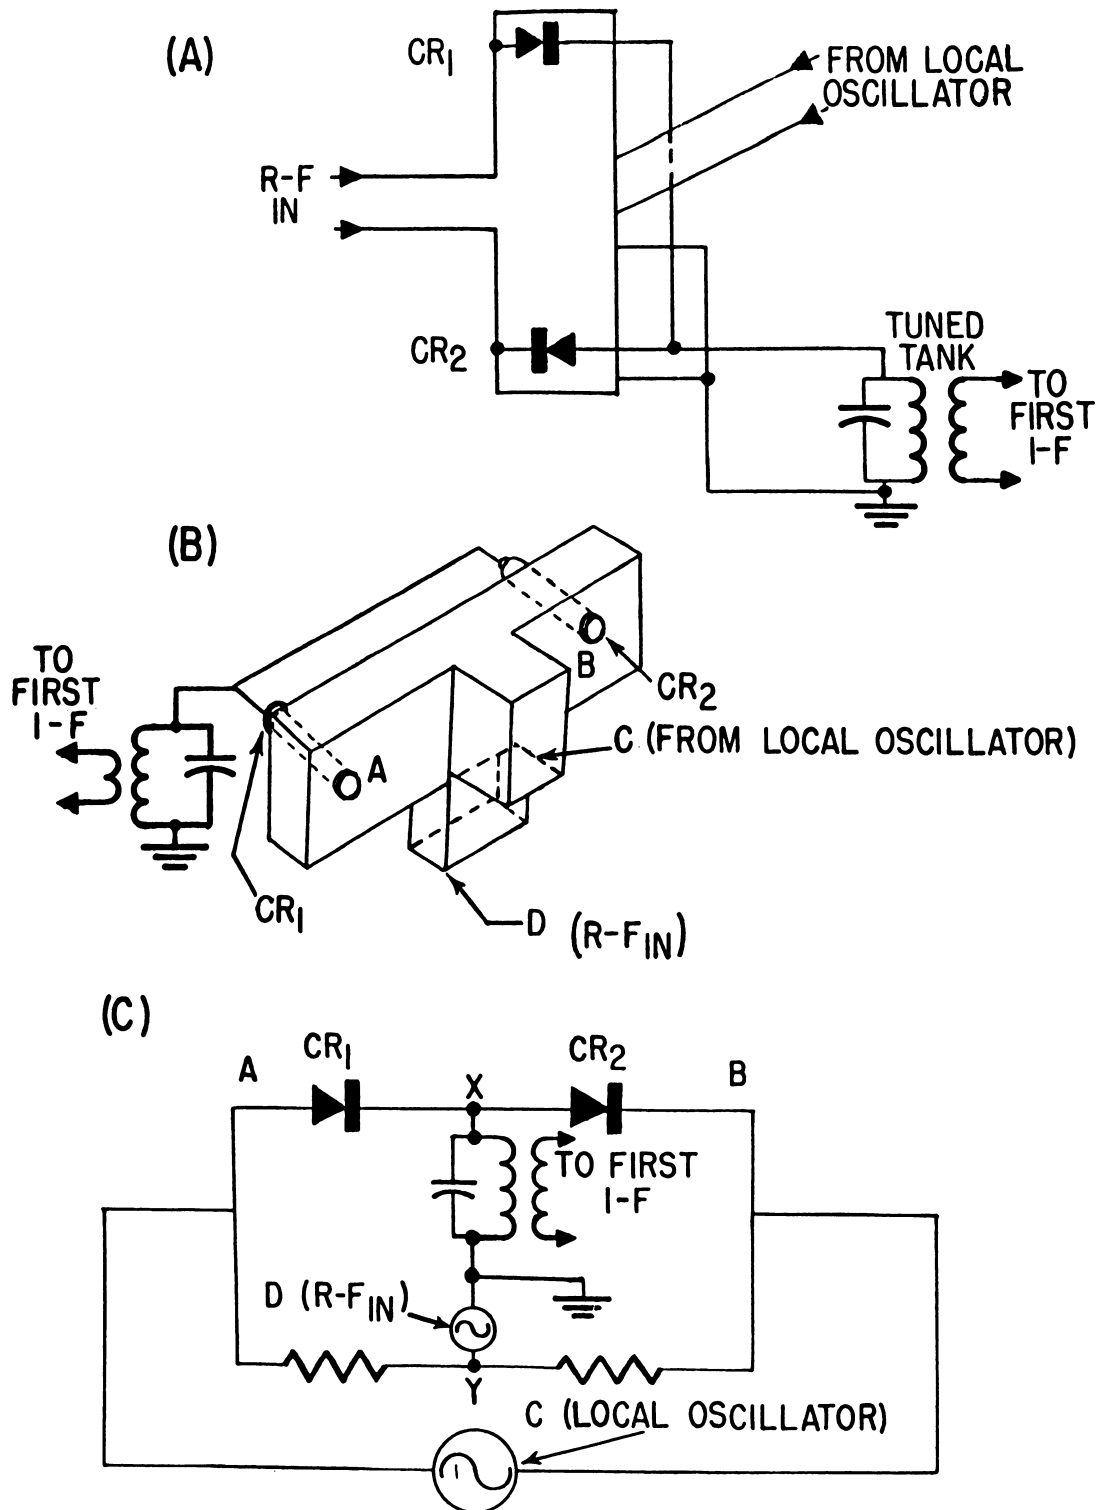 (A)
CR1
FROM LOCAL
OSCILLATOR
R-F
IN
CR2
TUNED
TANK
TO
FIRST
I-F
(B)
TO
FIRST
I-F
B
CR2
C (FROM LOCAL OSCILLATOR)
A
CR1
D (R-FIN)
(C)
A
CR1
X
CR2
B
TO FIRST
I-F
D (R-FIN)
Y
C (LOCAL OSCILLATOR)